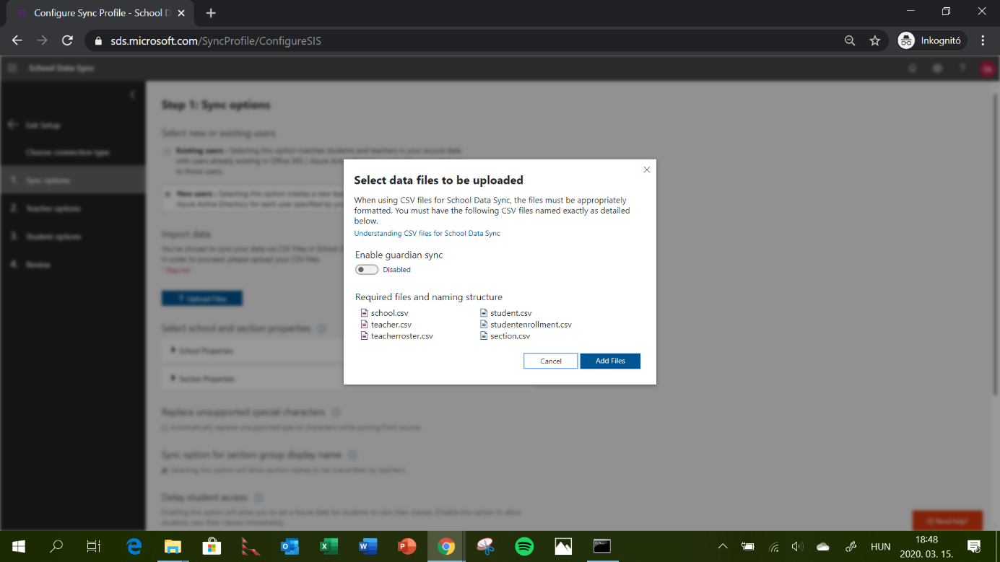 Configure Sync Profile - School D
sds.microsoft.com/SyncProfile/ConfigureSIS
Inkognitó
School Data Sync
Exit Setup
Choose connection type
1. Sync options
2. Teacher options
3. Student options
4. Review
Step 1: Sync options
Select new or existing users
Existing users - Selecting this option matches students and teachers in your source data
with users already existing in Office 365 / Azure Active
to those users.
New users - Selecting this option creates a new
Azure Active Directory for each user specified by
Import data
You've chosen to sync your data via CSV Files in School
In order to proceed, please upload your CSV files.
* Required
Upload Files
Select school and section properties
School Properties
Section Properties
Replace unsupported special characters
Automatically replace unsupported special characters while syncing from source.
Sync option for section group display name
Selecting this option will allow section names to be overwritten by teachers.
Delay student access
Enabling this option will allow you to set a future date for students to view their classes. Disable this option to allow
students view their classes immediately.
Need help?
Select data files to be uploaded
When using CSV files for School Data Sync, the files must be appropriately
formatted. You must have the following CSV files named exactly as detailed
below.
Understanding CSV files for School Data Sync
Enable guardian sync
Disabled
Required files and naming structure
school.csv
student.csv
teacher.csv
studentenrollment.csv
teacherroster.csv
section.csv
Cancel
Add Files
HUN
18:48
2020. 03. 15.